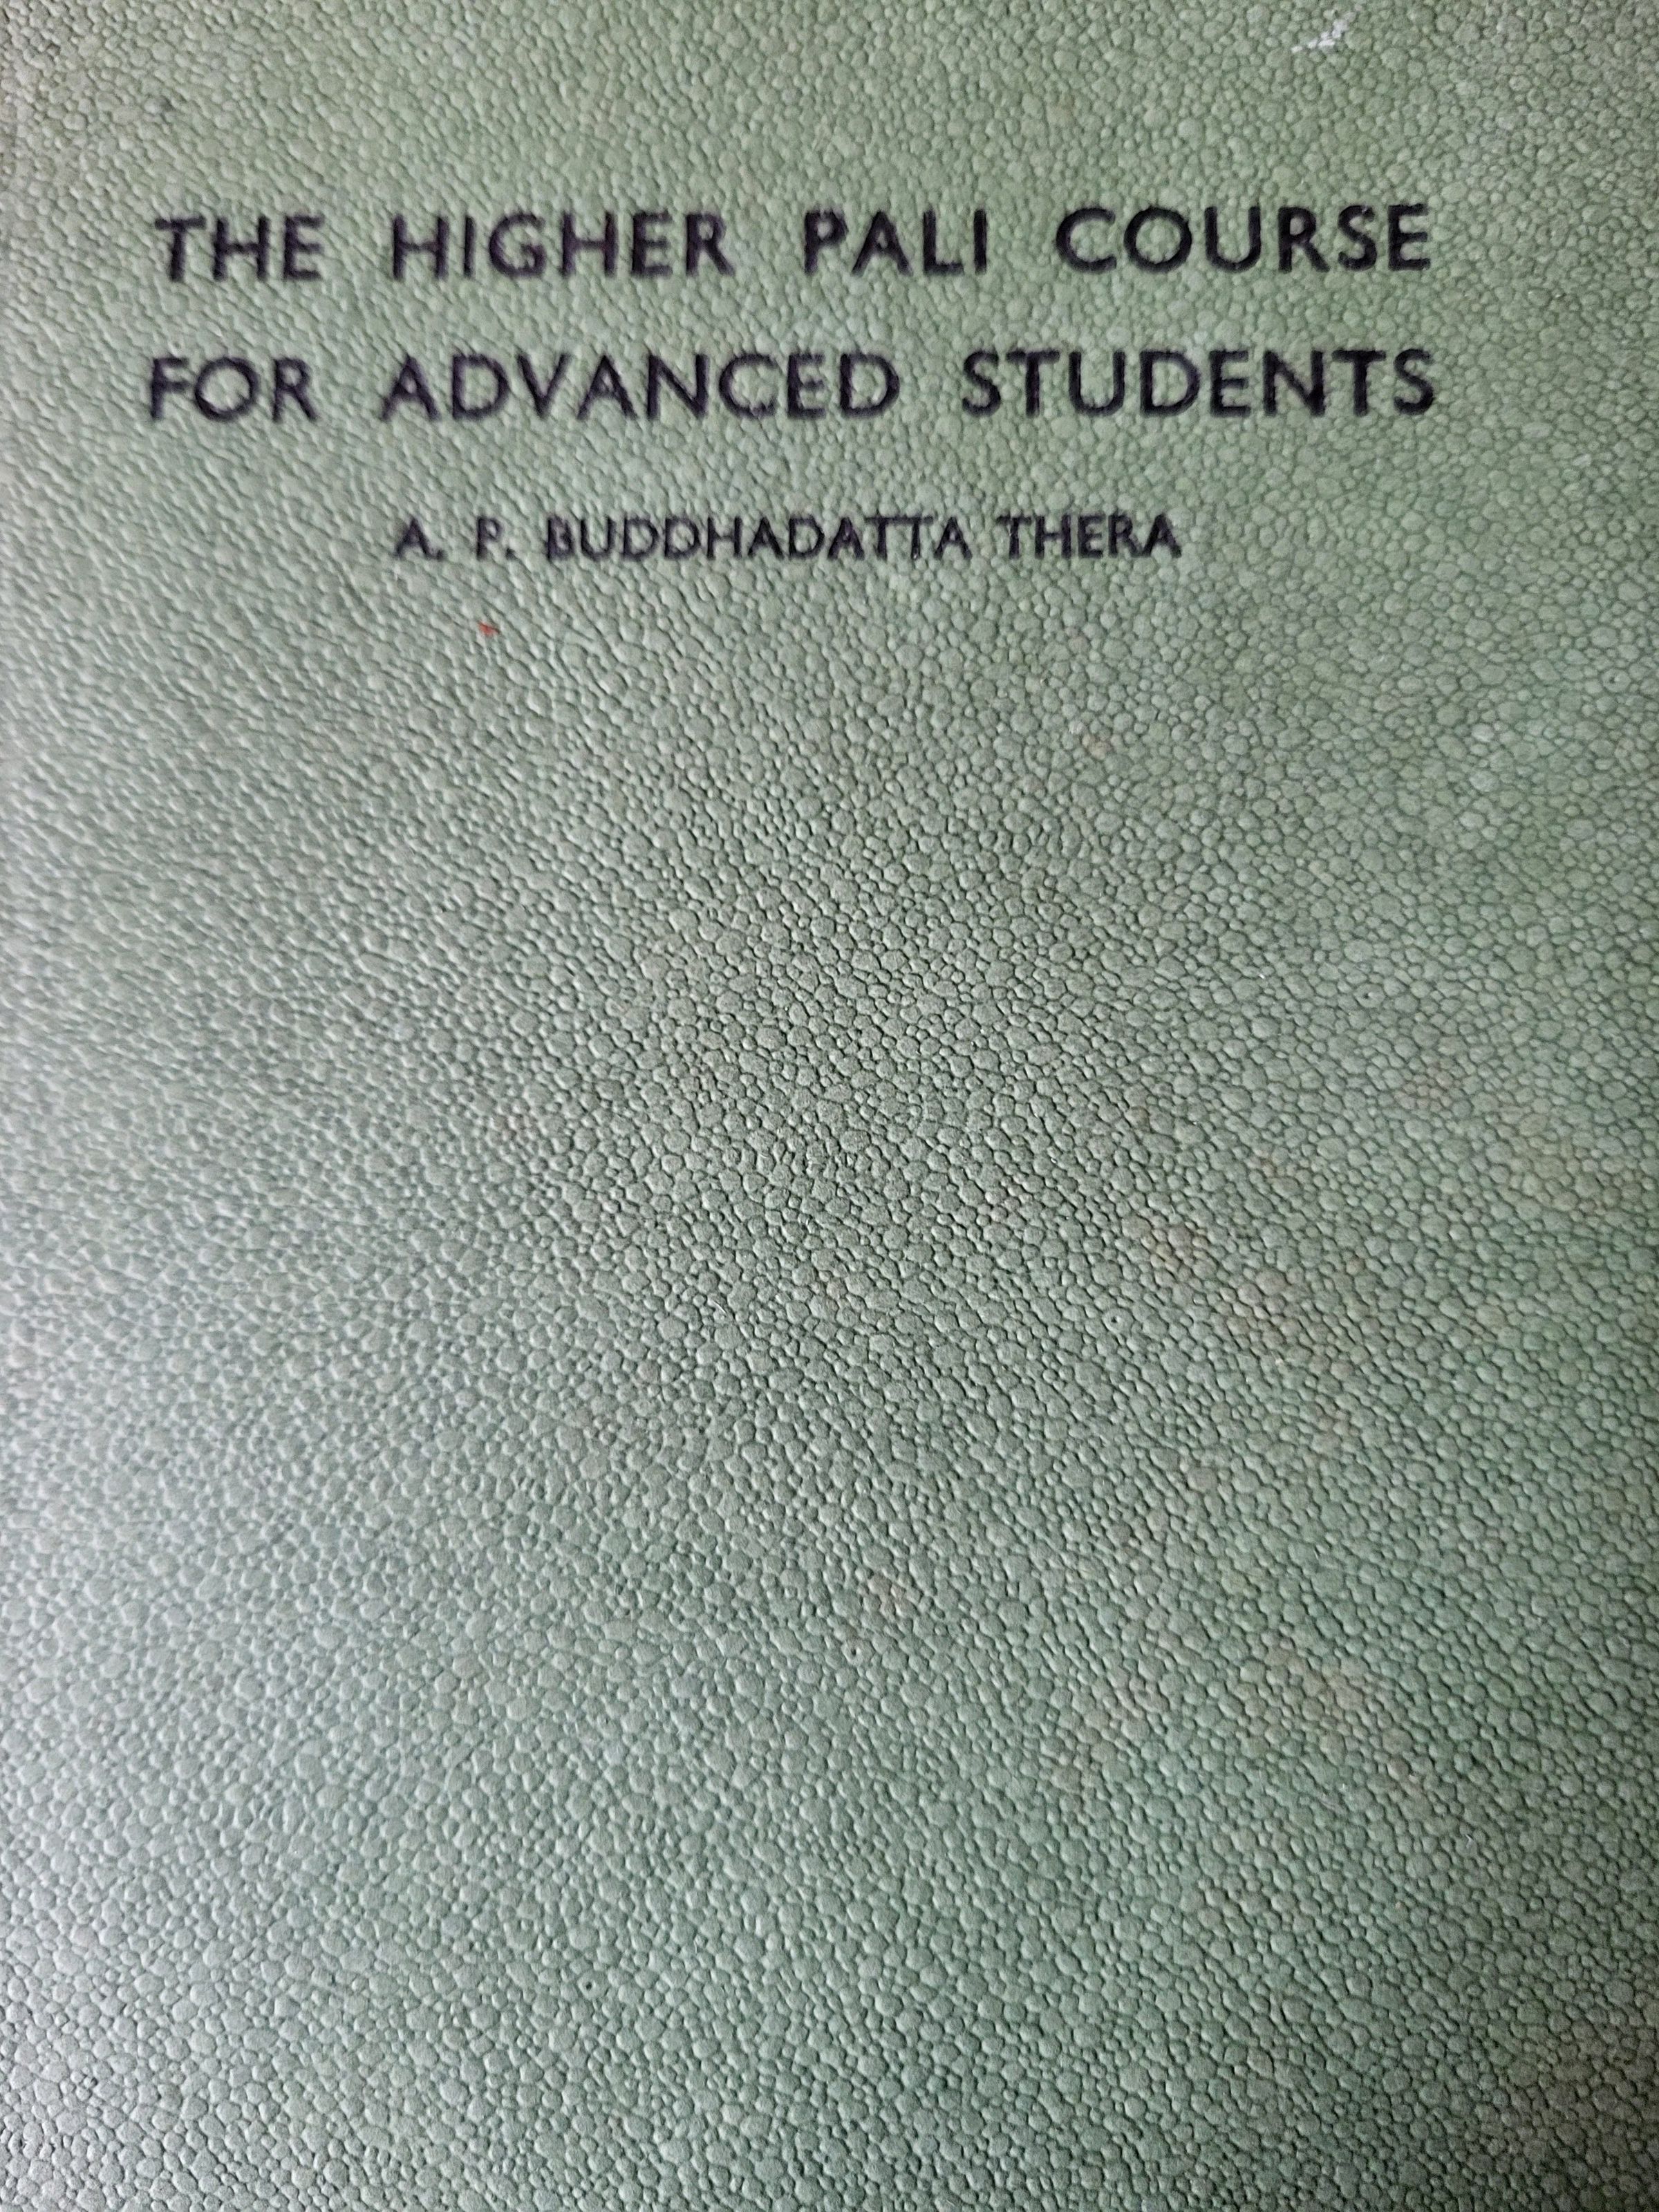 THE HIGHER PALI COURSE
FOR ADVANCED STUDENTS
A. P. BUDDHADATTA THERA